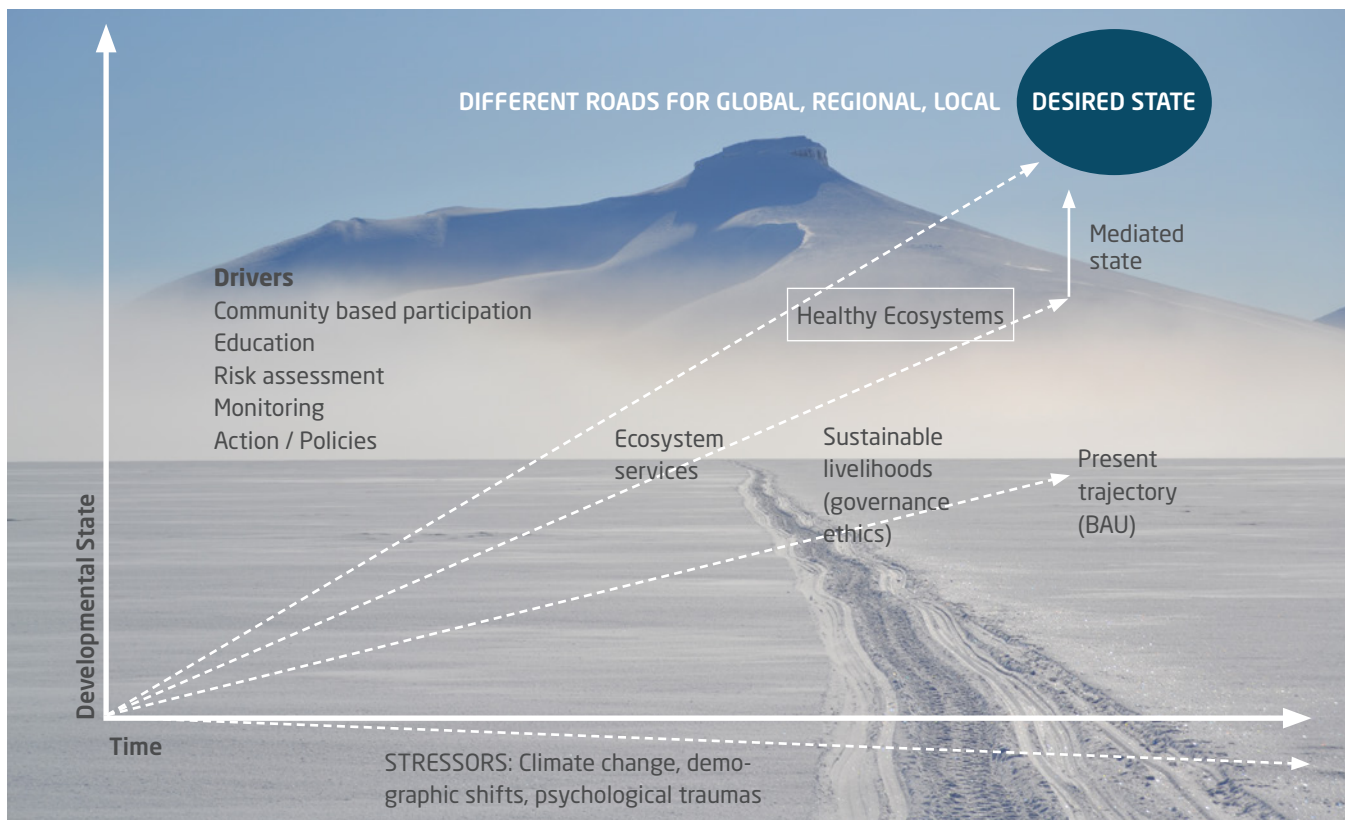 DIFFERENT ROADS FOR GLOBAL, REGIONAL, LOCAL
DESIRED STATE
Mediated
state
Drivers
Community based participation
Education
Risk assessment
Monitoring
Action / Policies
Healthy Ecosystems
Ecosystem
services
Sustainable
livelihoods
(governance
ethics)
Present
trajectory
(BAU)
Developmental State
Time
STRESSORS: Climate change, demo-
graphic shifts, psychological traumas